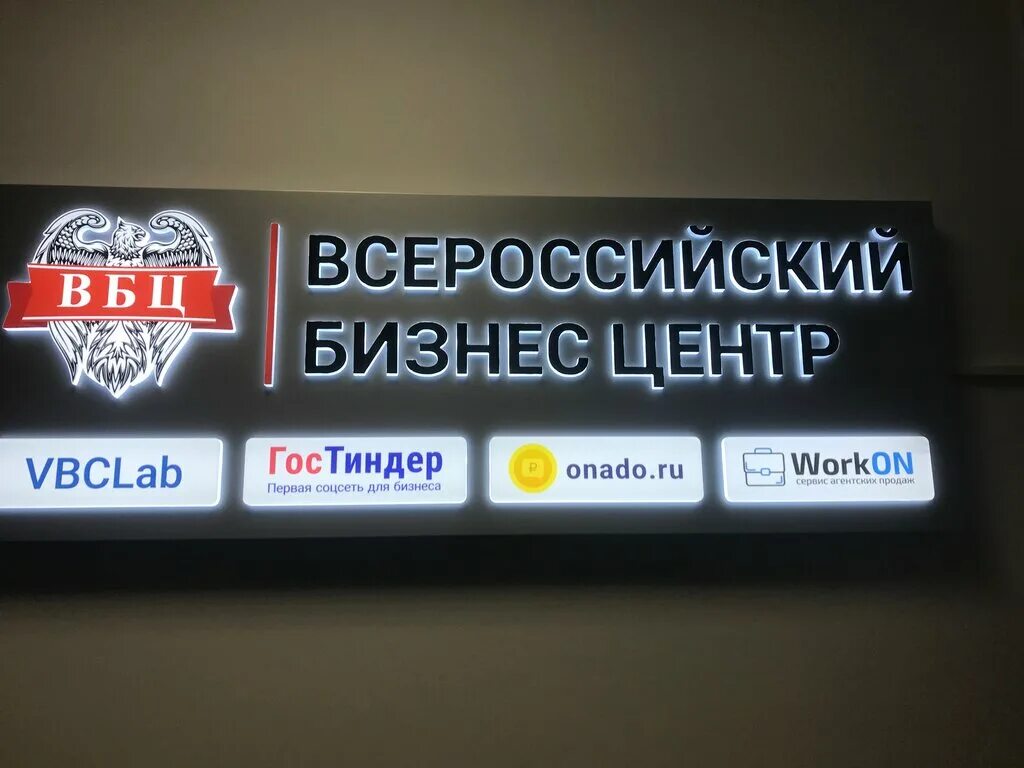 ВБЦ
ВСЕРОССИЙСКИЙ
БИЗНЕС ЦЕНТР
VBCLab
ГосТиндер
Первая соцсеть для бизнеса
₽
onado.ru
WorkON
сервис агентских продаж